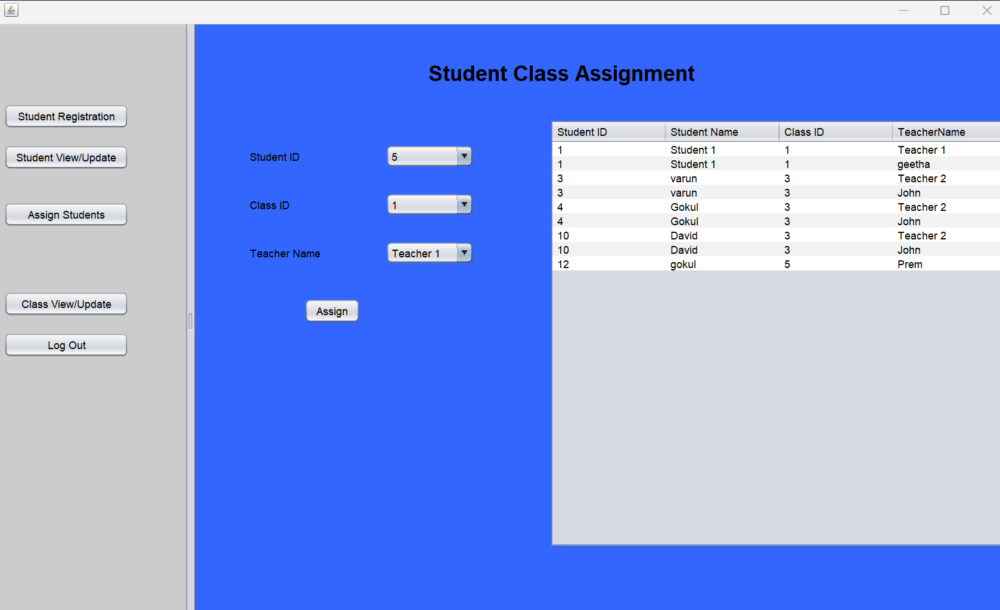 Student Class Assignment
Student Registration
Student View/Update
Assign Students
Class View/Update
Log Out
Student ID 5
Class ID 1
Teacher Name Teacher 1
Assign
Student ID Student Name Class ID TeacherName
1 Student 1 1 Teacher 1
1 Student 1 1 geetha
3 varun 3 Teacher 2
3 varun 3 John
4 Gokul 3 Teacher 2
4 Gokul 3 John
10 David 3 Teacher 2
10 David 3 John
12 gokul 5 Prem